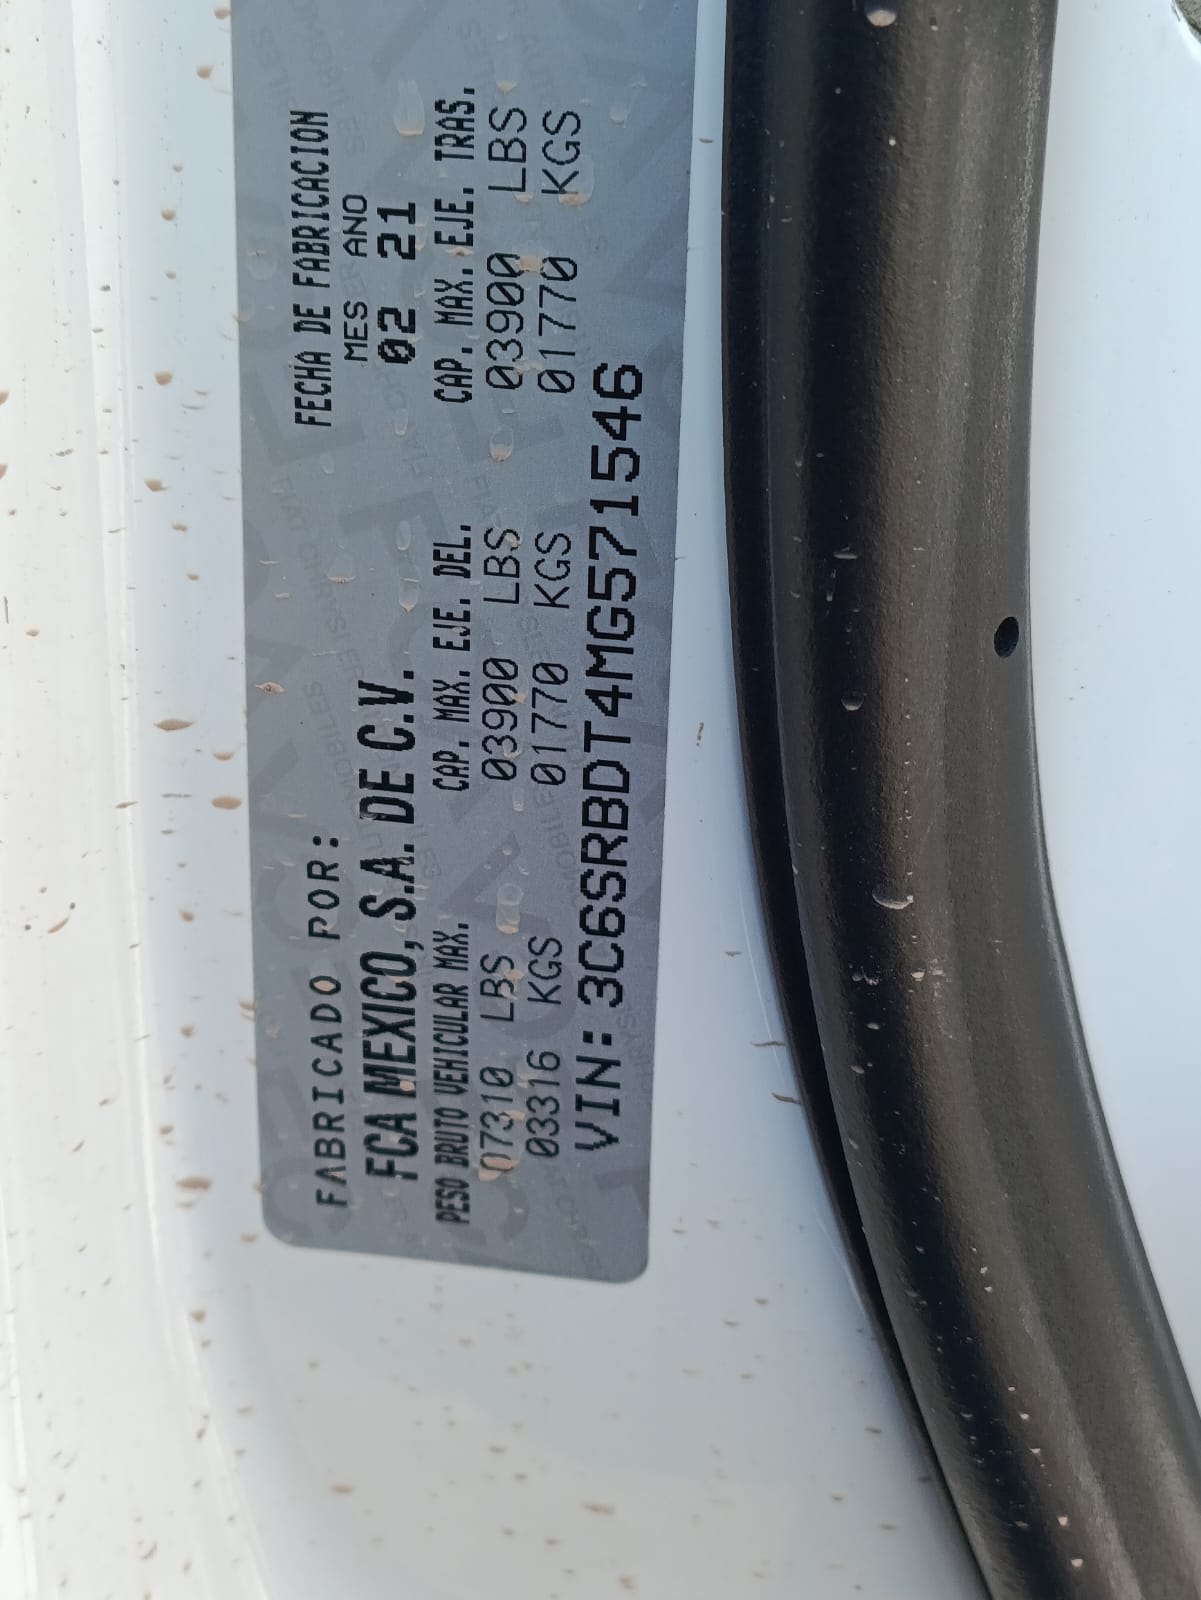 FABRICADO POR: FECHA DE FABRICACION
MES ANO
FCA MEXICO, S.A. DE C.V. 02 21
PESO BRUTO VEHICULAR MAX. CAP. MAX. EJE. DEL. CAP. MAX. EJE. TRAS.
07310 LBS 03900 LBS 03900 LBS
03316 KGS 01770 KGS 01770 KGS
VIN: 3C6SRBDT4MG571546